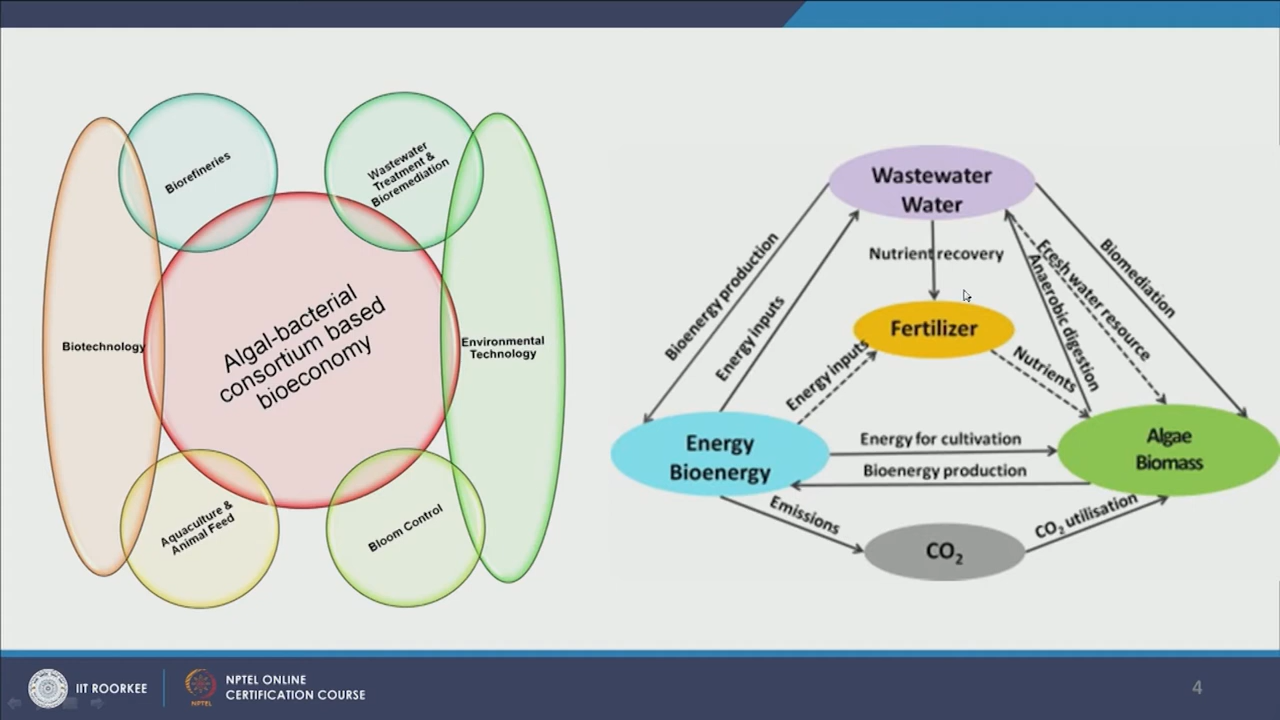 Biorefineries
Wastewater
Treatment &
Bioremediation
Biotechnology
Algal-bacterial
consortium based
bioeconomy
Environmental
Technology
Aquaculture &
Animal Feed
Bloom Control
Wastewater
Water
Nutrient recovery
Bioenergy production
Energy inputs
Energy inputs
Fertilizer
Nutrients
Anaerobic digestion
Fresh water resource
Biomediation
Energy
Bioenergy
Energy for cultivation
Bioenergy production
Algae
Biomass
Emissions
CO₂ utilisation
CO₂
IIT ROORKEE
NPTEL
NPTEL ONLINE
CERTIFICATION COURSE
4